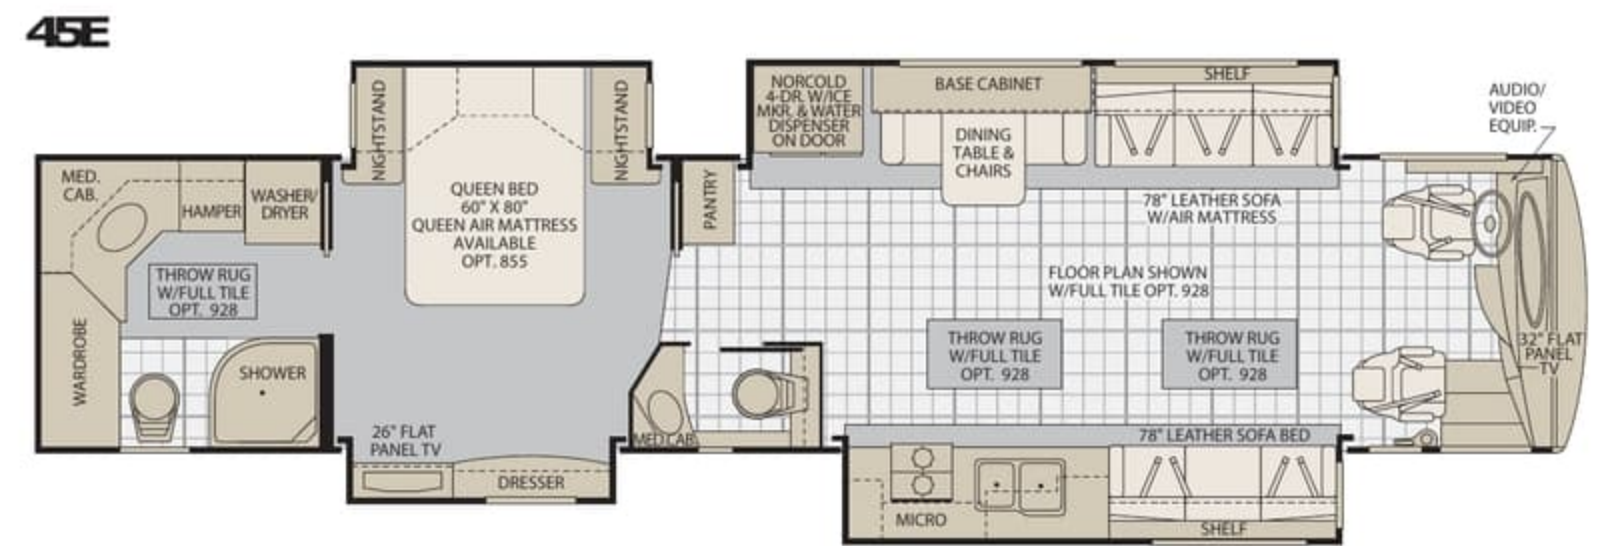 45E
MED.
CAB.
HAMPER
WASHER/
DRYER
THROW RUG
W/FULL TILE
OPT. 928
WARDROBE
SHOWER
NIGHTSTAND
QUEEN BED
60" X 80"
QUEEN AIR MATTRESS
AVAILABLE
OPT. 855
NIGHTSTAND
26" FLAT
PANEL TV
DRESSER
PANTRY
MED.CAB.
NORCOLD
4-DR. W/ICE
MKR. & WATER
DISPENSER
ON DOOR
BASE CABINET
DINING
TABLE &
CHAIRS
SHELF
78" LEATHER SOFA
W/AIR MATTRESS
FLOOR PLAN SHOWN
W/FULL TILE OPT. 928
THROW RUG
W/FULL TILE
OPT. 928
THROW RUG
W/FULL TILE
OPT. 928
MICRO
78" LEATHER SOFA BED
SHELF
AUDIO/
VIDEO
EQUIP.
32" FLAT
PANEL
TV